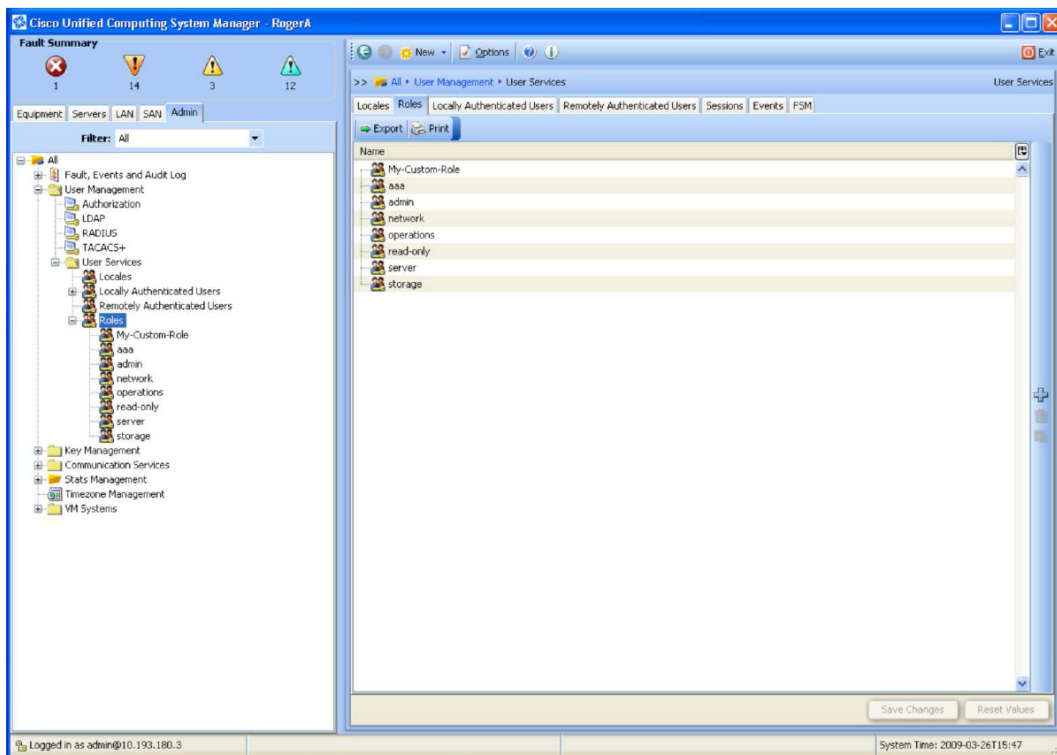 Cisco Unified Computing System Manager - RogerA
Fault Summary
1 14 3 12
Equipment Servers LAN SAN Admin
Filter: All
All
Fault, Events and Audit Log
User Management
Authorization
LDAP
RADIUS
TACACS+
User Services
Locales
Locally Authenticated Users
Remotely Authenticated Users
Roles
My-Custom-Role
aaa
admin
network
operations
read-only
server
storage
Key Management
Communication Services
Stats Management
Timezone Management
VM Systems
New Options Exit
>> All User Management User Services User Services
Locales Roles Locally Authenticated Users Remotely Authenticated Users Sessions Events FSM
Export Print
Name
My-Custom-Role
aaa
admin
network
operations
read-only
server
storage
Save Changes Reset Values
Logged in as admin@10.193.180.3 System Time: 2009-03-26T15:47